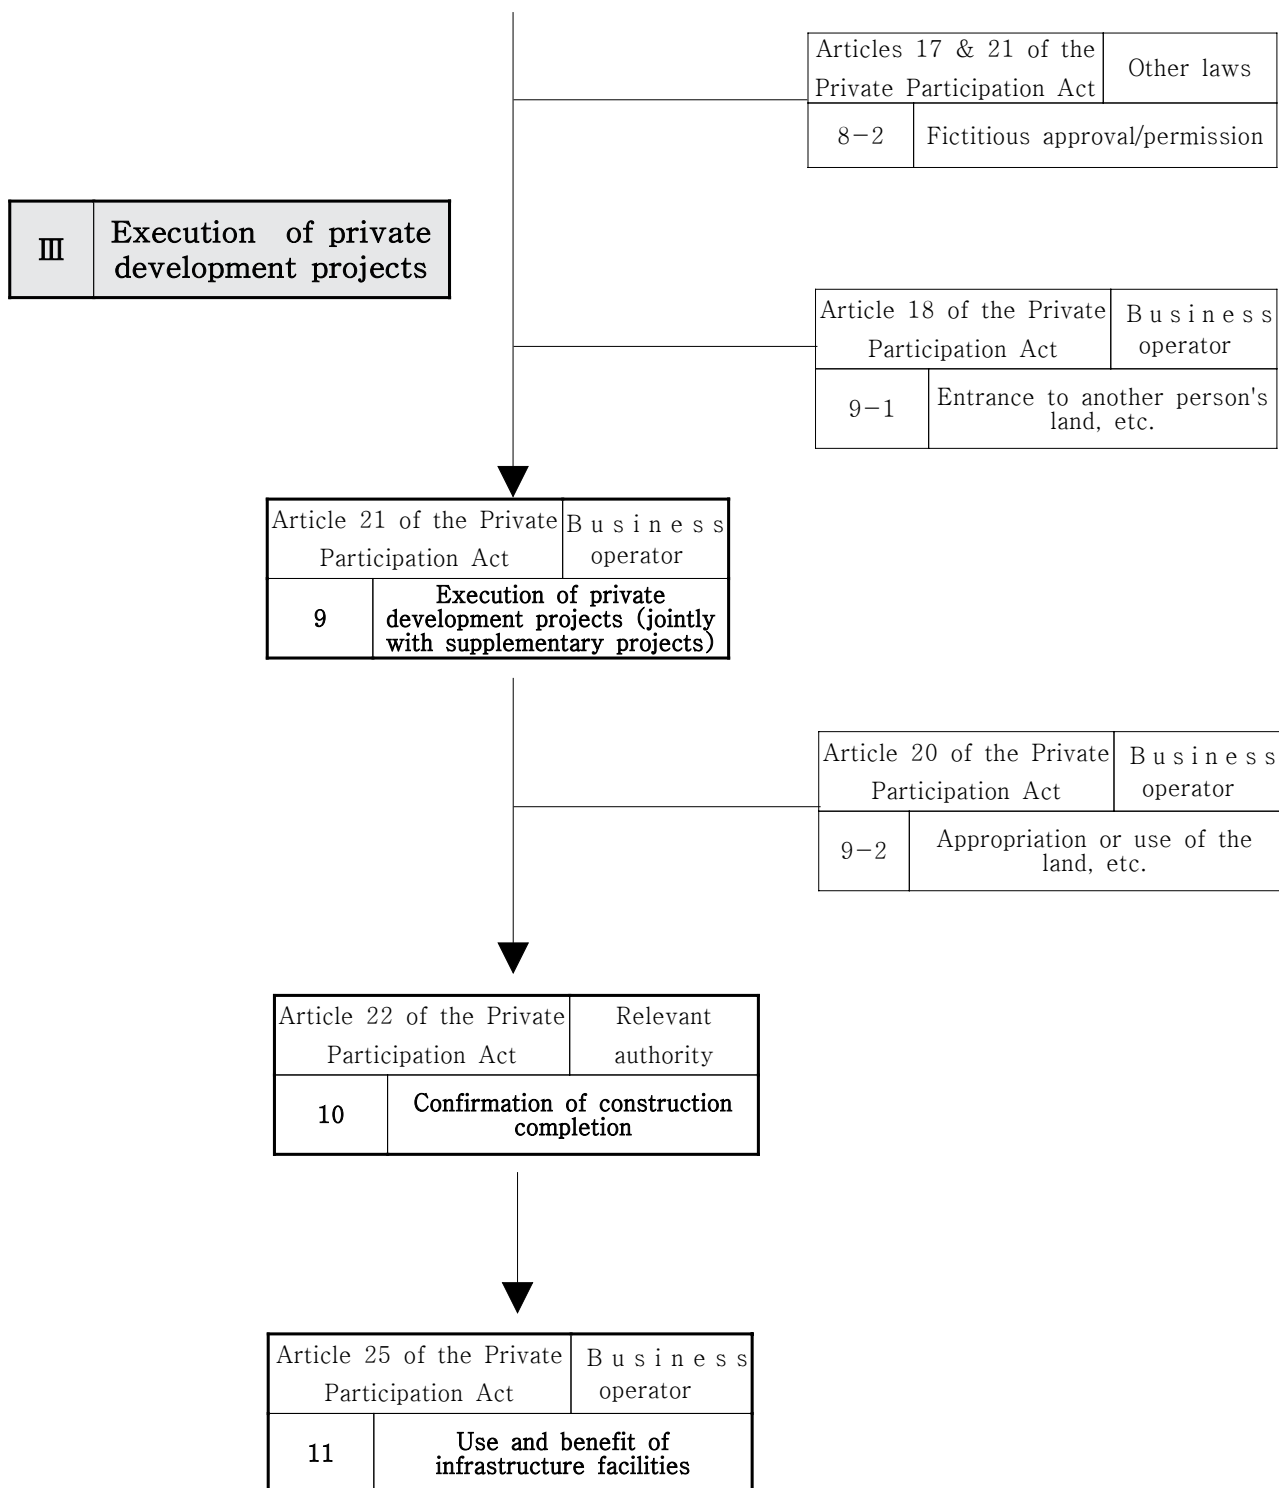 Articles 17 & 21 of the
Private Participation Act
Other laws
8-2
Fictitious approval/permission
Ⅲ
Execution of private
development projects
Article 18 of the Private
Participation Act
Business
operator
9-1
Entrance to another person's
land, etc.
Article 21 of the Private
Participation Act
Business
operator
9
Execution of private
development projects (jointly
with supplementary projects)
Article 20 of the Private
Participation Act
Business
operator
9-2
Appropriation or use of the
land, etc.
Article 22 of the Private
Participation Act
Relevant
authority
10
Confirmation of construction
completion
Article 25 of the Private
Participation Act
Business
operator
11
Use and benefit of
infrastructure facilities